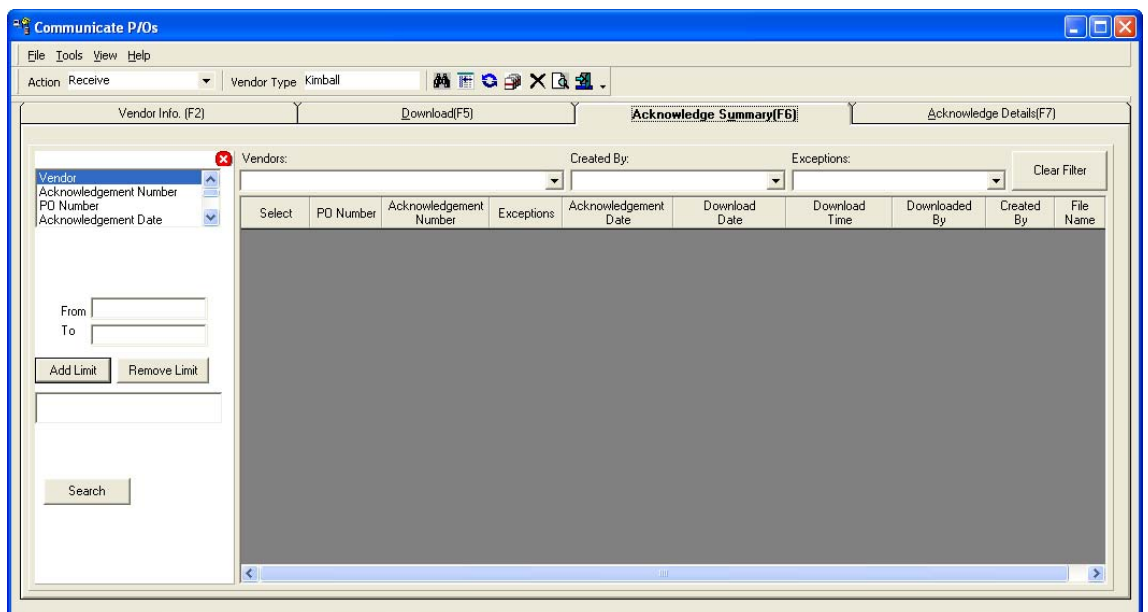 Communicate P/Os
File Tools View Help
Action Receive Vendor Type Kimball
Vendor Info. (F2) Download(F5) Acknowledge Summary(F6) Acknowledge Details(F7)
Vendors: Created By: Exceptions: Clear Filter
Vendor
Acknowledgement Number
PO Number
Acknowledgement Date
Select PO Number Acknowledgement Number Exceptions Acknowledgement Date Download Date Download Time Downloaded By Created By File Name
From
To
Add Limit Remove Limit
Search